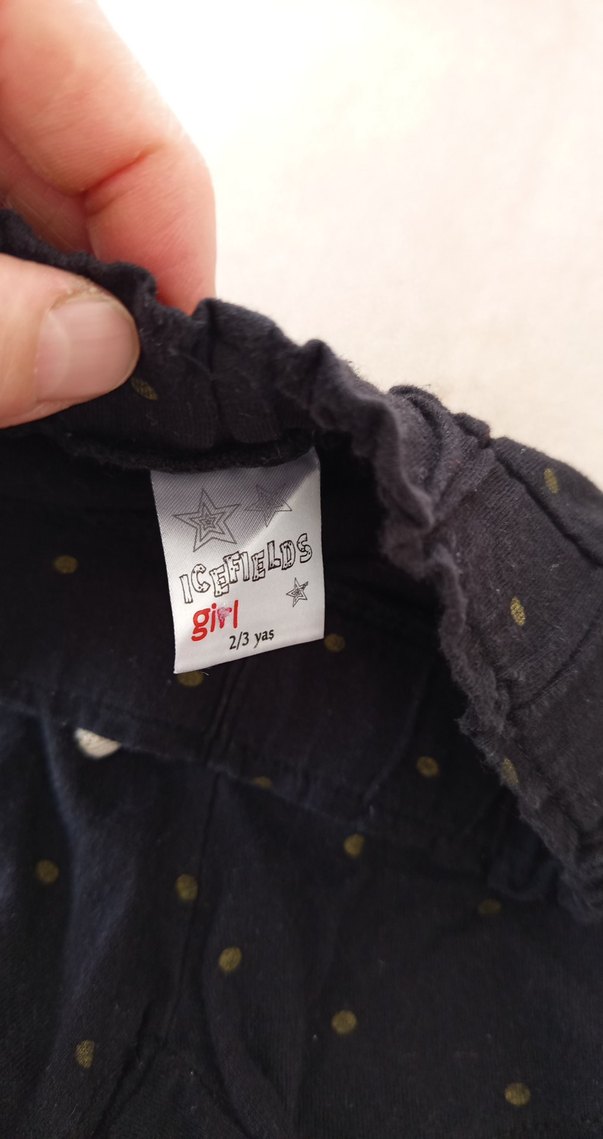 ICEFIELDS
girl
2/3 yaş